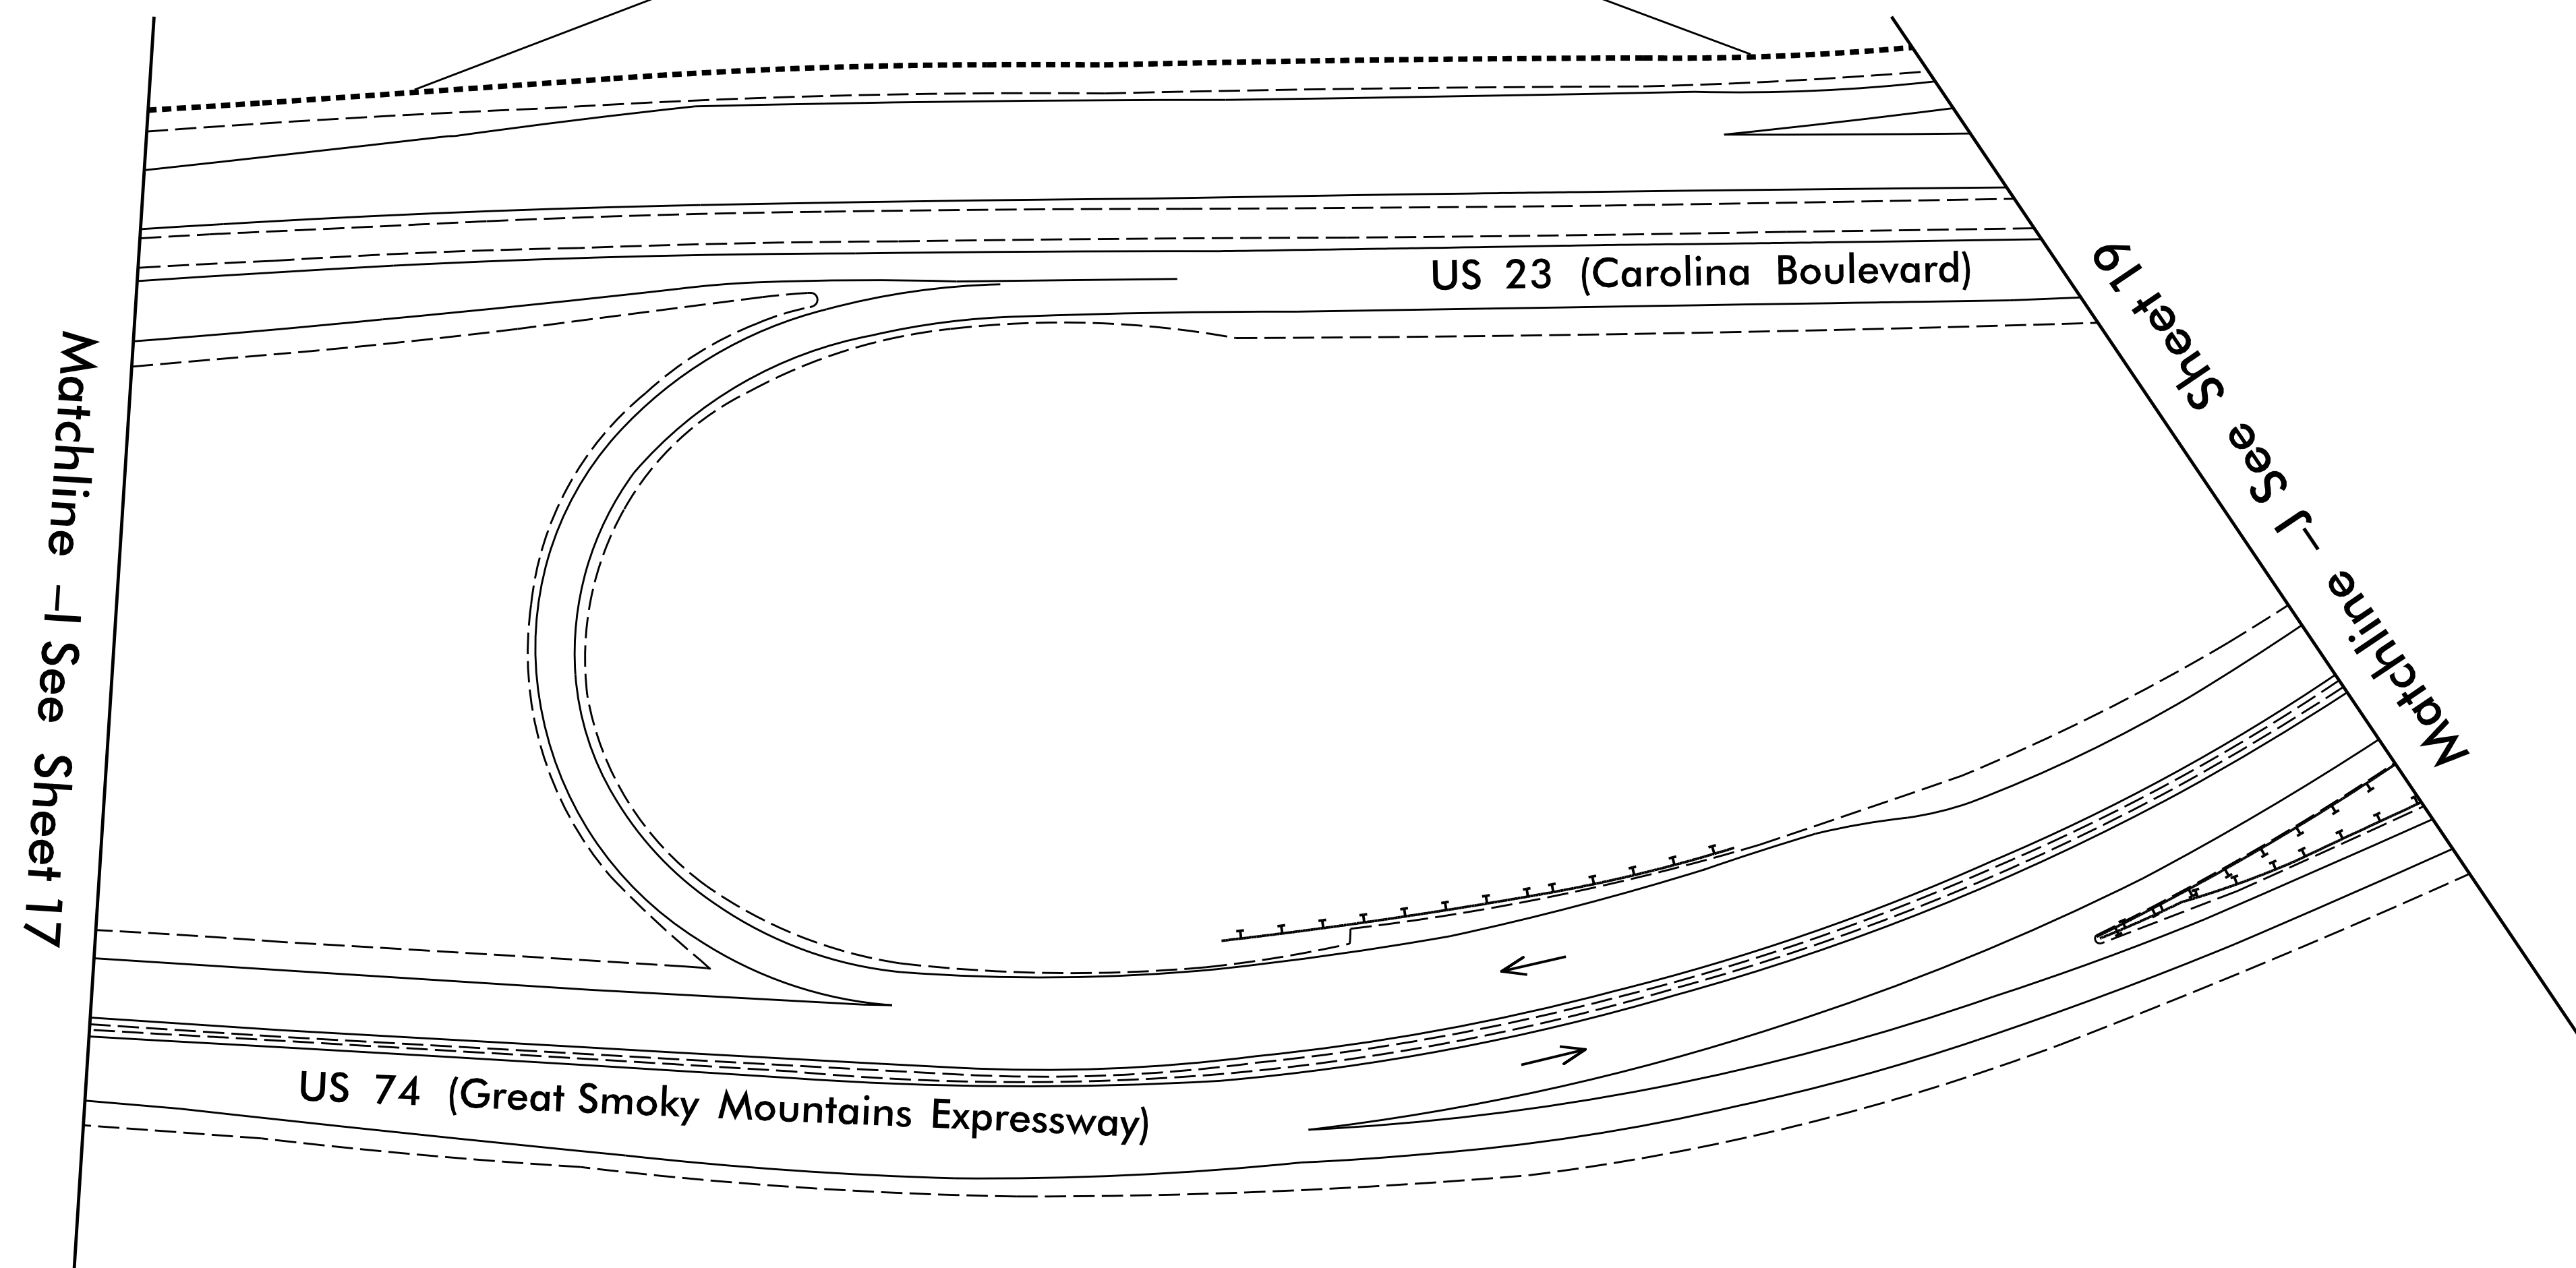 US 23 (Carolina Boulevard)
Matchline -I See Sheet 17
Matchline -J See Sheet 19
US 74 (Great Smoky Mountains Expressway)